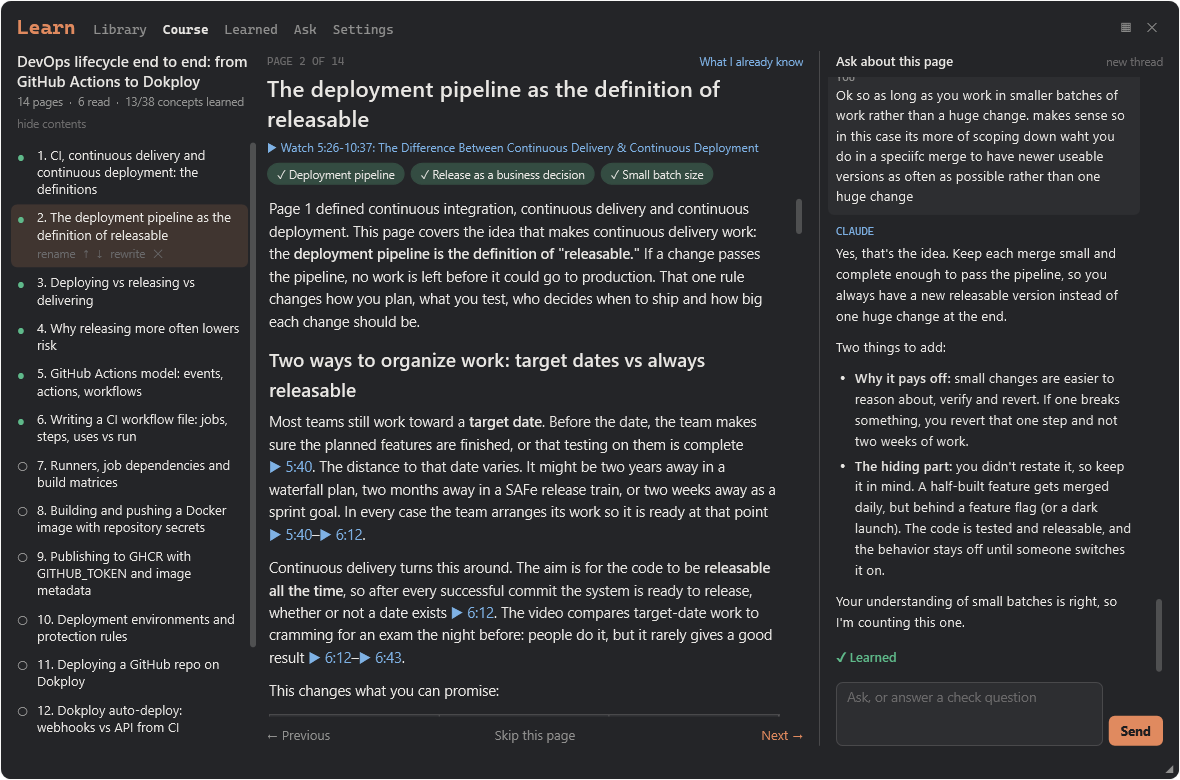 Learn Library Course Learned Ask Settings
DevOps lifecycle end to end: from
GitHub Actions to Dokploy
14 pages · 6 read · 13/38 concepts learned
hide contents
1. CI, continuous delivery and
continuous deployment: the
definitions
2. The deployment pipeline as the
definition of releasable
rename ↑ ↓ rewrite ✕
3. Deploying vs releasing vs
delivering
4. Why releasing more often lowers
risk
5. GitHub Actions model: events,
actions, workflows
6. Writing a CI workflow file: jobs,
steps, uses vs run
7. Runners, job dependencies and
build matrices
8. Building and pushing a Docker
image with repository secrets
9. Publishing to GHCR with
GITHUB_TOKEN and image
metadata
10. Deployment environments and
protection rules
11. Deploying a GitHub repo on
Dokploy
12. Dokploy auto-deploy:
webhooks vs API from CI
PAGE 2 OF 14
What I already know
The deployment pipeline as the definition of
releasable
▶ Watch 5:26-10:37: The Difference Between Continuous Delivery & Continuous Deployment
✓ Deployment pipeline ✓ Release as a business decision ✓ Small batch size
Page 1 defined continuous integration, continuous delivery and continuous
deployment. This page covers the idea that makes continuous delivery work:
the deployment pipeline is the definition of "releasable." If a change passes
the pipeline, no work is left before it could go to production. That one rule
changes how you plan, what you test, who decides when to ship and how big
each change should be.
Two ways to organize work: target dates vs always
releasable
Most teams still work toward a target date. Before the date, the team makes
sure the planned features are finished, or that testing on them is complete
▶ 5:40. The distance to that date varies. It might be two years away in a
waterfall plan, two months away in a SAFe release train, or two weeks away as a
sprint goal. In every case the team arranges its work so it is ready at that point
▶ 5:40–▶ 6:12.
Continuous delivery turns this around. The aim is for the code to be releasable
all the time, so after every successful commit the system is ready to release,
whether or not a date exists ▶ 6:12. The video compares target-date work to
cramming for an exam the night before: people do it, but it rarely gives a good
result ▶ 6:12–▶ 6:43.
This changes what you can promise:
← Previous Skip this page Next →
Ask about this page new thread
YOU
Ok so as long as you work in smaller batches of
work rather than a huge change. makes sense so
in this case its more of scoping down waht you
do in a speciifc merge to have newer useable
versions as often as possible rather than one
huge change
CLAUDE
Yes, that's the idea. Keep each merge small and
complete enough to pass the pipeline, so you
always have a new releasable version instead of
one huge change at the end.
Two things to add:
• Why it pays off: small changes are easier to
reason about, verify and revert. If one breaks
something, you revert that one step and not
two weeks of work.
• The hiding part: you didn't restate it, so keep
it in mind. A half-built feature gets merged
daily, but behind a feature flag (or a dark
launch). The code is tested and releasable, and
the behavior stays off until someone switches
it on.
Your understanding of small batches is right, so
I'm counting this one.
✓ Learned
Ask, or answer a check question
Send